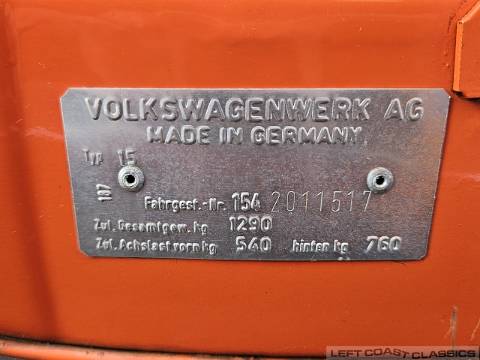 VOLKSWAGENWERK AG
MADE IN GERMANY
Typ 15
187
Fahrgest.-Nr. 154 2011517
Zul. Gesamtgew. kg 1290
Zul. Achslast vorn kg 540 hinten kg 760
LEFT COAST CLASSICS